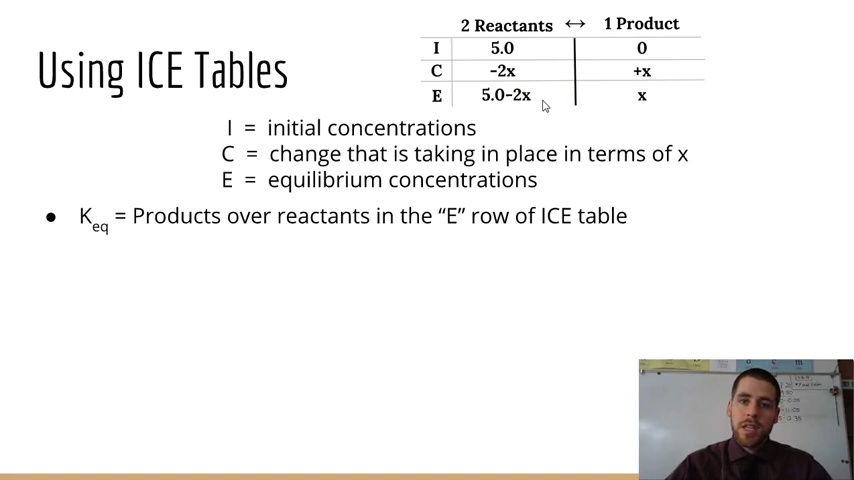 Using ICE Tables
2 Reactants ↔ 1 Product
I 5.0 0
C -2x +x
E 5.0-2x x
I = initial concentrations
C = change that is taking in place in terms of x
E = equilibrium concentrations
● Keq = Products over reactants in the “E” row of ICE table